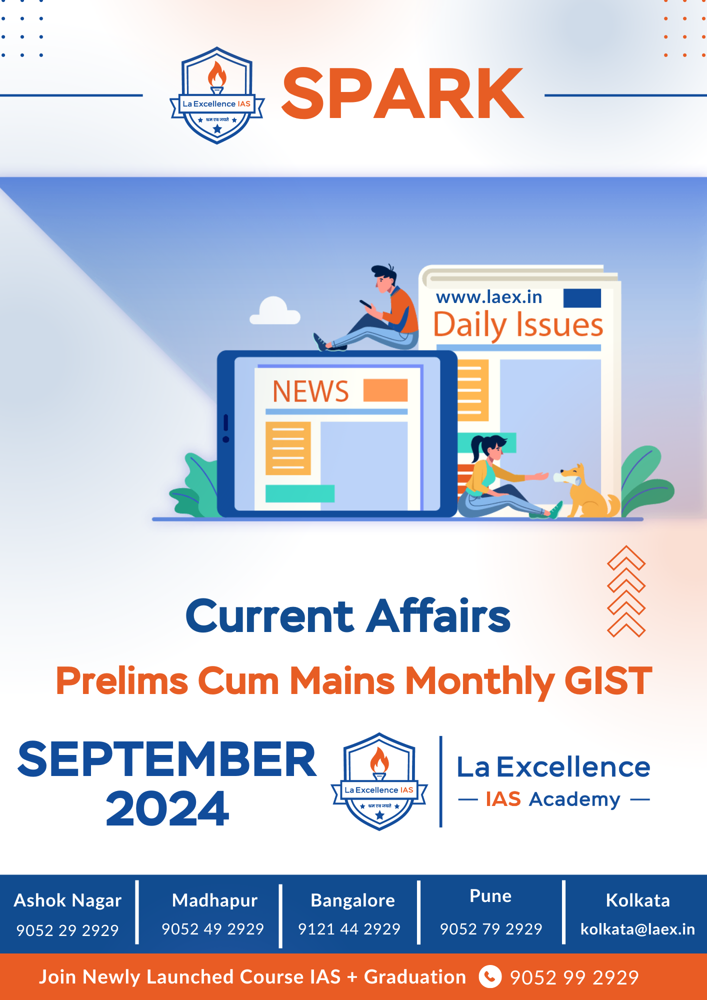 La Excellence IAS
श्रम एव जयते
SPARK
www.laex.in
Daily Issues
NEWS
Current Affairs
Prelims Cum Mains Monthly GIST
SEPTEMBER
2024
La Excellence IAS
श्रम एव जयते
La Excellence
IAS Academy
Ashok Nagar
9052 29 2929
Madhapur
9052 49 2929
Bangalore
9121 44 2929
Pune
9052 79 2929
Kolkata
kolkata@laex.in
Join Newly Launched Course IAS + Graduation 9052 99 2929